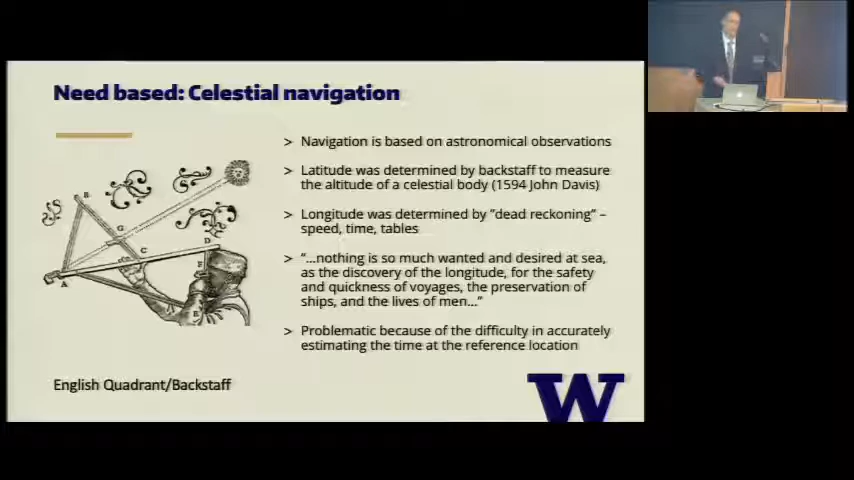 Need based: Celestial navigation
> Navigation is based on astronomical observations
> Latitude was determined by backstaff to measure
the altitude of a celestial body (1594 John Davis)
> Longitude was determined by "dead reckoning" –
speed, time, tables
> "...nothing is so much wanted and desired at sea,
as the discovery of the longitude, for the safety
and quickness of voyages, the preservation of
ships, and the lives of men..."
> Problematic because of the difficulty in accurately
estimating the time at the reference location
B
G
C
D
F
A
E
English Quadrant/Backstaff
W